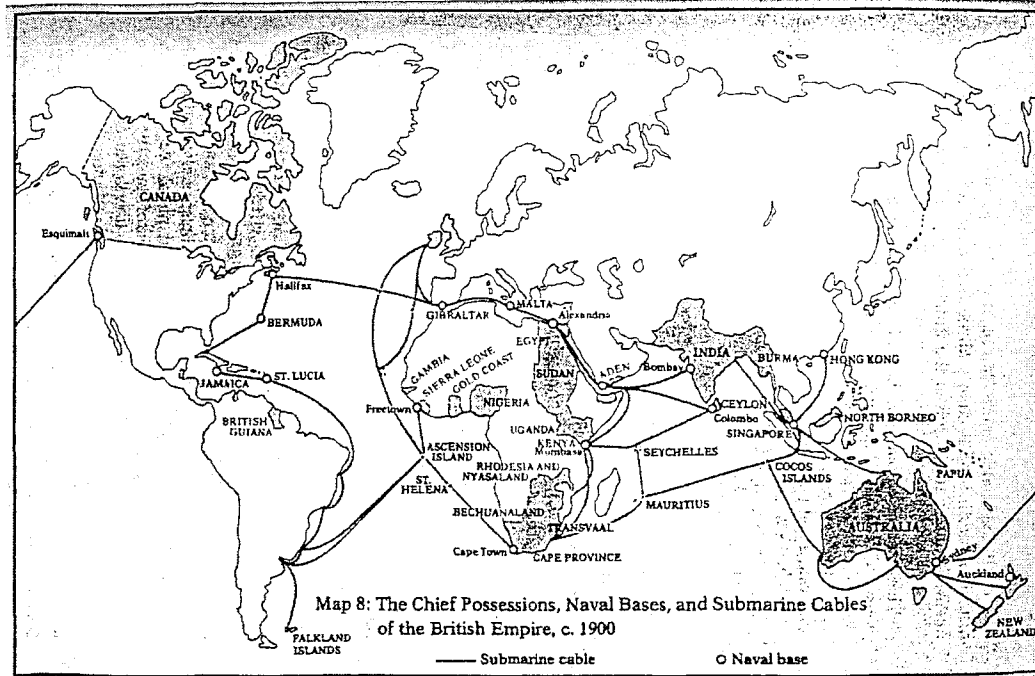 CANADA
Esquimalt
Halifax
BERMUDA
JAMAICA
ST. LUCIA
BRITISH
GUIANA
FALKLAND
ISLANDS
GIBRALTAR
MALTA
Alexandria
EGYPT
SUDAN
ADEN
GAMBIA
SIERRA LEONE
GOLD COAST
NIGERIA
Freetown
UGANDA
KENYA
Mombasa
ASCENSION
ISLAND
ST.
HELENA
RHODESIA AND
NYASALAND
BECHUANALAND
TRANSVAAL
Cape Town
CAPE PROVINCE
Bombay
INDIA
BURMA
HONG KONG
CEYLON
Colombo
SINGAPORE
NORTH BORNEO
SEYCHELLES
MAURITIUS
COCOS
ISLANDS
PAPUA
AUSTRALIA
Sydney
Auckland
NEW
ZEALAND
Map 8: The Chief Possessions, Naval Bases, and Submarine Cables
of the British Empire, c. 1900
Submarine cable
Naval base